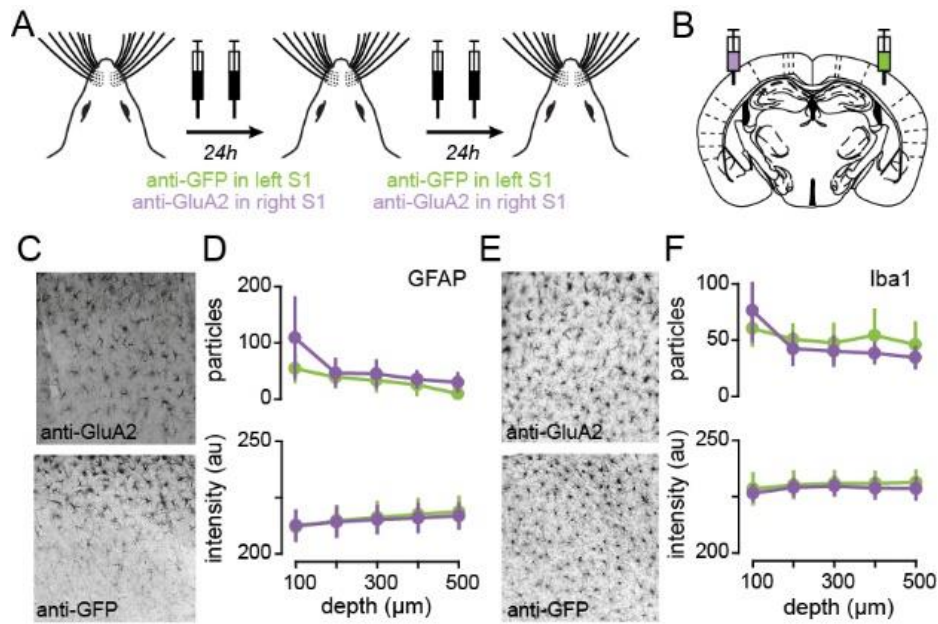 A
B
24h
24h
anti-GFP in left S1
anti-GluA2 in right S1
anti-GFP in left S1
anti-GluA2 in right S1
C
D
E
F
GFAP
Iba1
anti-GluA2
anti-GFP
200
100
0
particles
250
200
intensity (au)
100
300
500
depth (µm)
anti-GluA2
anti-GFP
100
50
0
particles
250
200
intensity (au)
100
300
500
depth (µm)